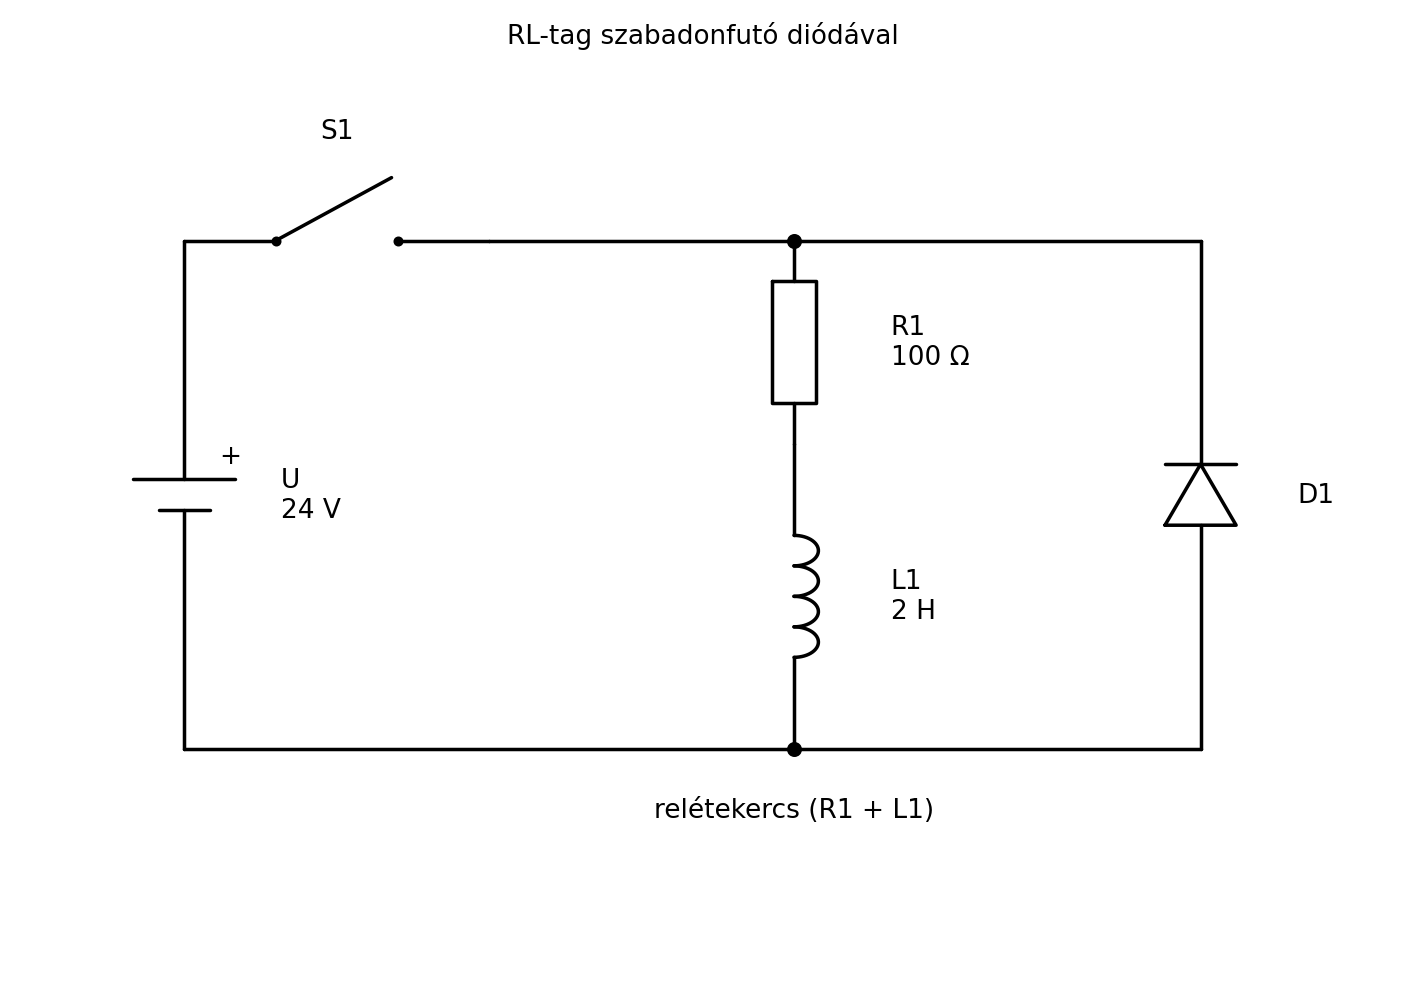 RL-tag szabadonfutó diódával
S1
R1
100 Ω
+
U
24 V
D1
L1
2 H
relétekercs (R1 + L1)